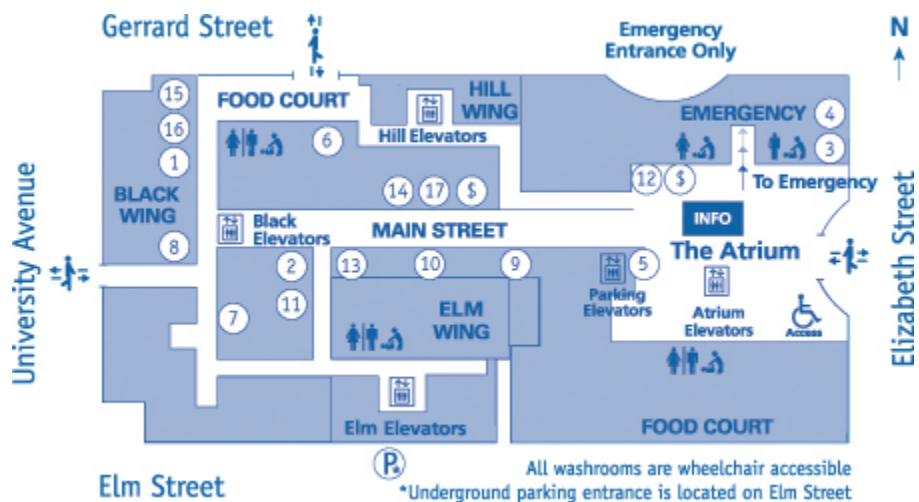 Gerrard Street
Emergency
Entrance Only
N
15
16
1
BLACK
WING
8
FOOD COURT
6
HILL
WING
Hill Elevators
14
17
$
EMERGENCY
4
3
12
$
To Emergency
University Avenue
Black
Elevators
MAIN STREET
INFO
The Atrium
Elizabeth Street
2
11
7
13
10
9
5
ELM
WING
Parking
Elevators
Atrium
Elevators
Access
Elm Elevators
FOOD COURT
P
Elm Street
All washrooms are wheelchair accessible
*Underground parking entrance is located on Elm Street